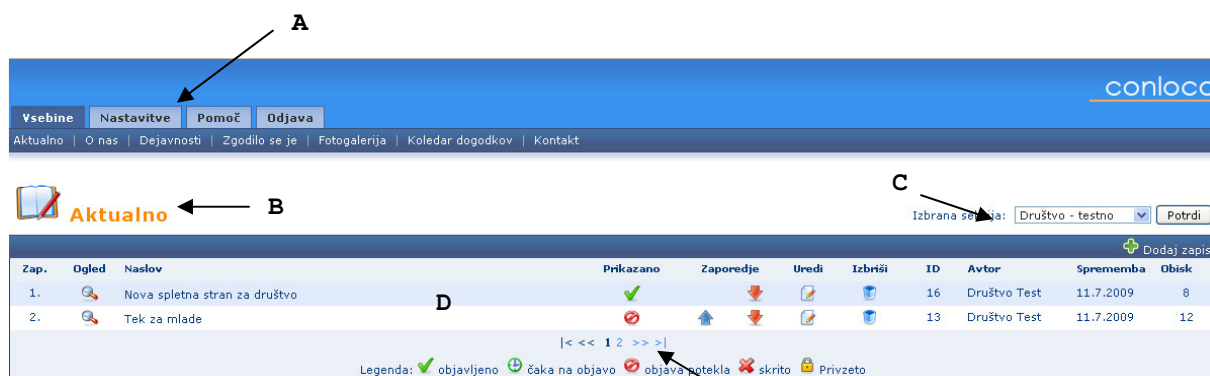 A
conloco
Vsebine Nastavitve Pomoč Odjava
Aktualno | O nas | Dejavnosti | Zgodilo se je | Fotogalerija | Koledar dogodkov | Kontakt
C
Aktualno B
Izbrana sekcija: Društvo - testno Potrdi
Dodaj zapis
Zap. Ogled Naslov Prikazano Zaporedje Uredi Izbriši ID Avtor Sprememba Obisk
1. Nova spletna stran za društvo 16 Društvo Test 11.7.2009 8
D
2. Tek za mlade 13 Društvo Test 11.7.2009 12
|< << 1 2 >> >|
Legenda: objavljeno čaka na objavo objava potekla skrito Privzeto